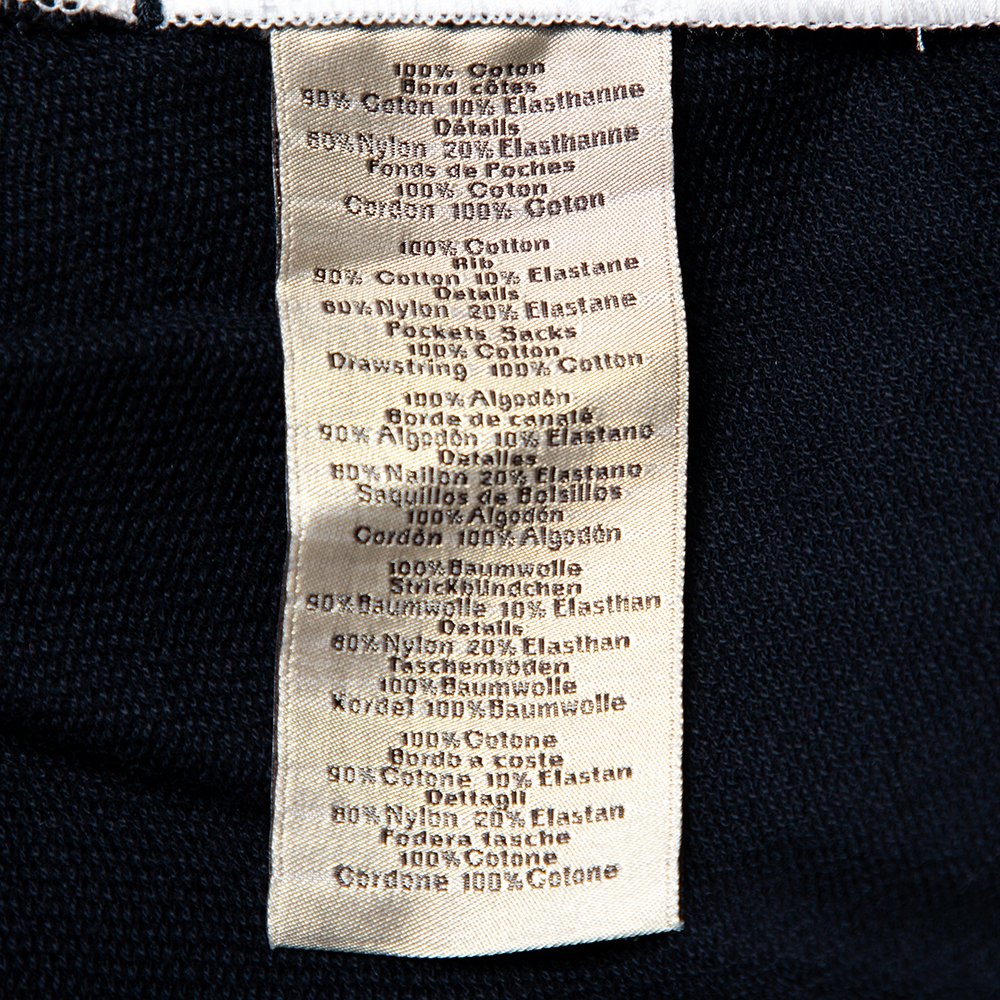 100% Coton
Bord côtes
90% Coton 10% Elasthanne
Détails
80% Nylon 20% Elasthanne
Fonds de Poches
100% Coton
Cordon 100% Coton
100% Cotton
Rib
90% Cotton 10% Elastane
Details
80% Nylon 20% Elastane
Pockets Sacks
100% Cotton
Drawstring 100% Cotton
100% Algodón
Borde de canalé
90% Algodón 10% Elastano
Detalles
80% Nailon 20% Elastano
Saquillos de Bolsillos
100% Algodón
Cordón 100% Algodón
100% Baumwolle
Strickbündchen
90% Baumwolle 10% Elasthan
Details
80% Nylon 20% Elasthan
Taschenböden
100% Baumwolle
Kordel 100% Baumwolle
100% Cotone
Bordo a coste
90% Cotone 10% Elastan
Dettagli
80% Nylon 20% Elastan
Fodera tasche
100% Cotone
Cordone 100% Cotone